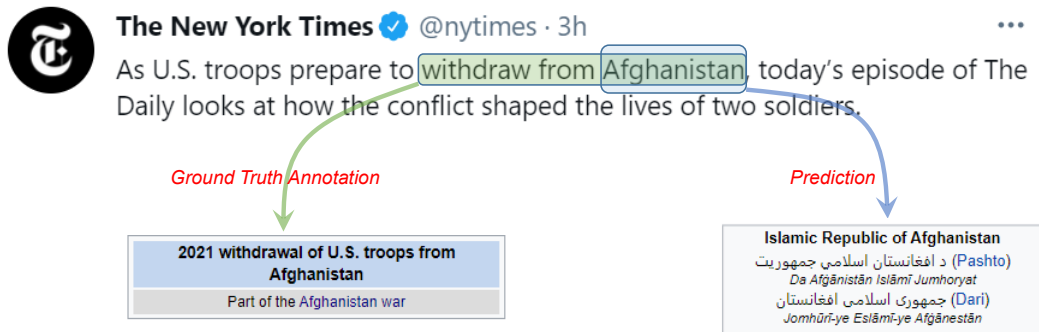 The New York Times @nytimes · 3h
As U.S. troops prepare to withdraw from Afghanistan, today's episode of The
Daily looks at how the conflict shaped the lives of two soldiers.
Ground Truth Annotation
Prediction
2021 withdrawal of U.S. troops from
Afghanistan
Part of the Afghanistan war
Islamic Republic of Afghanistan
د افغانستان اسلامي جمهوریت (Pashto)
Da Afġānistān Islāmī Jumhoryat
جمهوری اسلامی افغانستان (Dari)
Jomhūrī-ye Eslāmī-ye Afġānestān